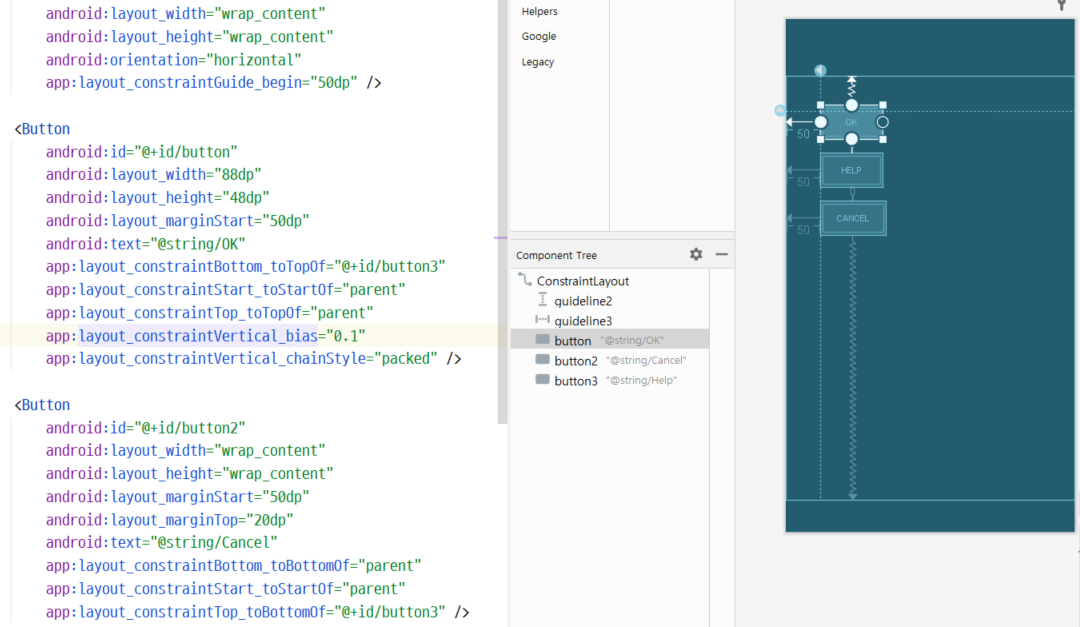 android:layout_width="wrap_content"
android:layout_height="wrap_content"
android:orientation="horizontal"
app:layout_constraintGuide_begin="50dp" />
<Button
android:id="@+id/button"
android:layout_width="88dp"
android:layout_height="48dp"
android:layout_marginStart="50dp"
android:text="@string/OK"
app:layout_constraintBottom_toTopOf="@+id/button3"
app:layout_constraintStart_toStartOf="parent"
app:layout_constraintTop_toTopOf="parent"
app:layout_constraintVertical_bias="0.1"
app:layout_constraintVertical_chainStyle="packed" />
<Button
android:id="@+id/button2"
android:layout_width="wrap_content"
android:layout_height="wrap_content"
android:layout_marginStart="50dp"
android:layout_marginTop="20dp"
android:text="@string/Cancel"
app:layout_constraintBottom_toBottomOf="parent"
app:layout_constraintStart_toStartOf="parent"
app:layout_constraintTop_toBottomOf="@+id/button3" />
Helpers
Google
Legacy
Component Tree
ConstraintLayout
guideline2
guideline3
button "@string/OK"
button2 "@string/Cancel"
button3 "@string/Help"
OK
50
HELP
50
CANCEL
50